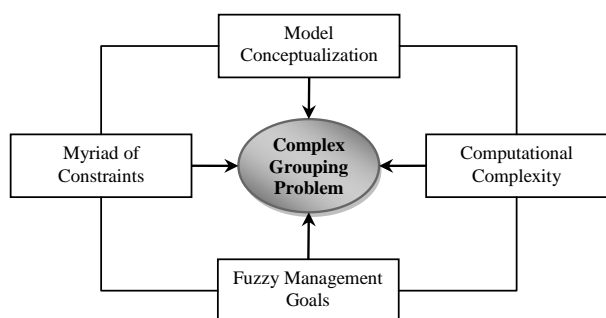 Model
Conceptualization
Myriad of
Constraints
Complex
Grouping
Problem
Computational
Complexity
Fuzzy Management
Goals